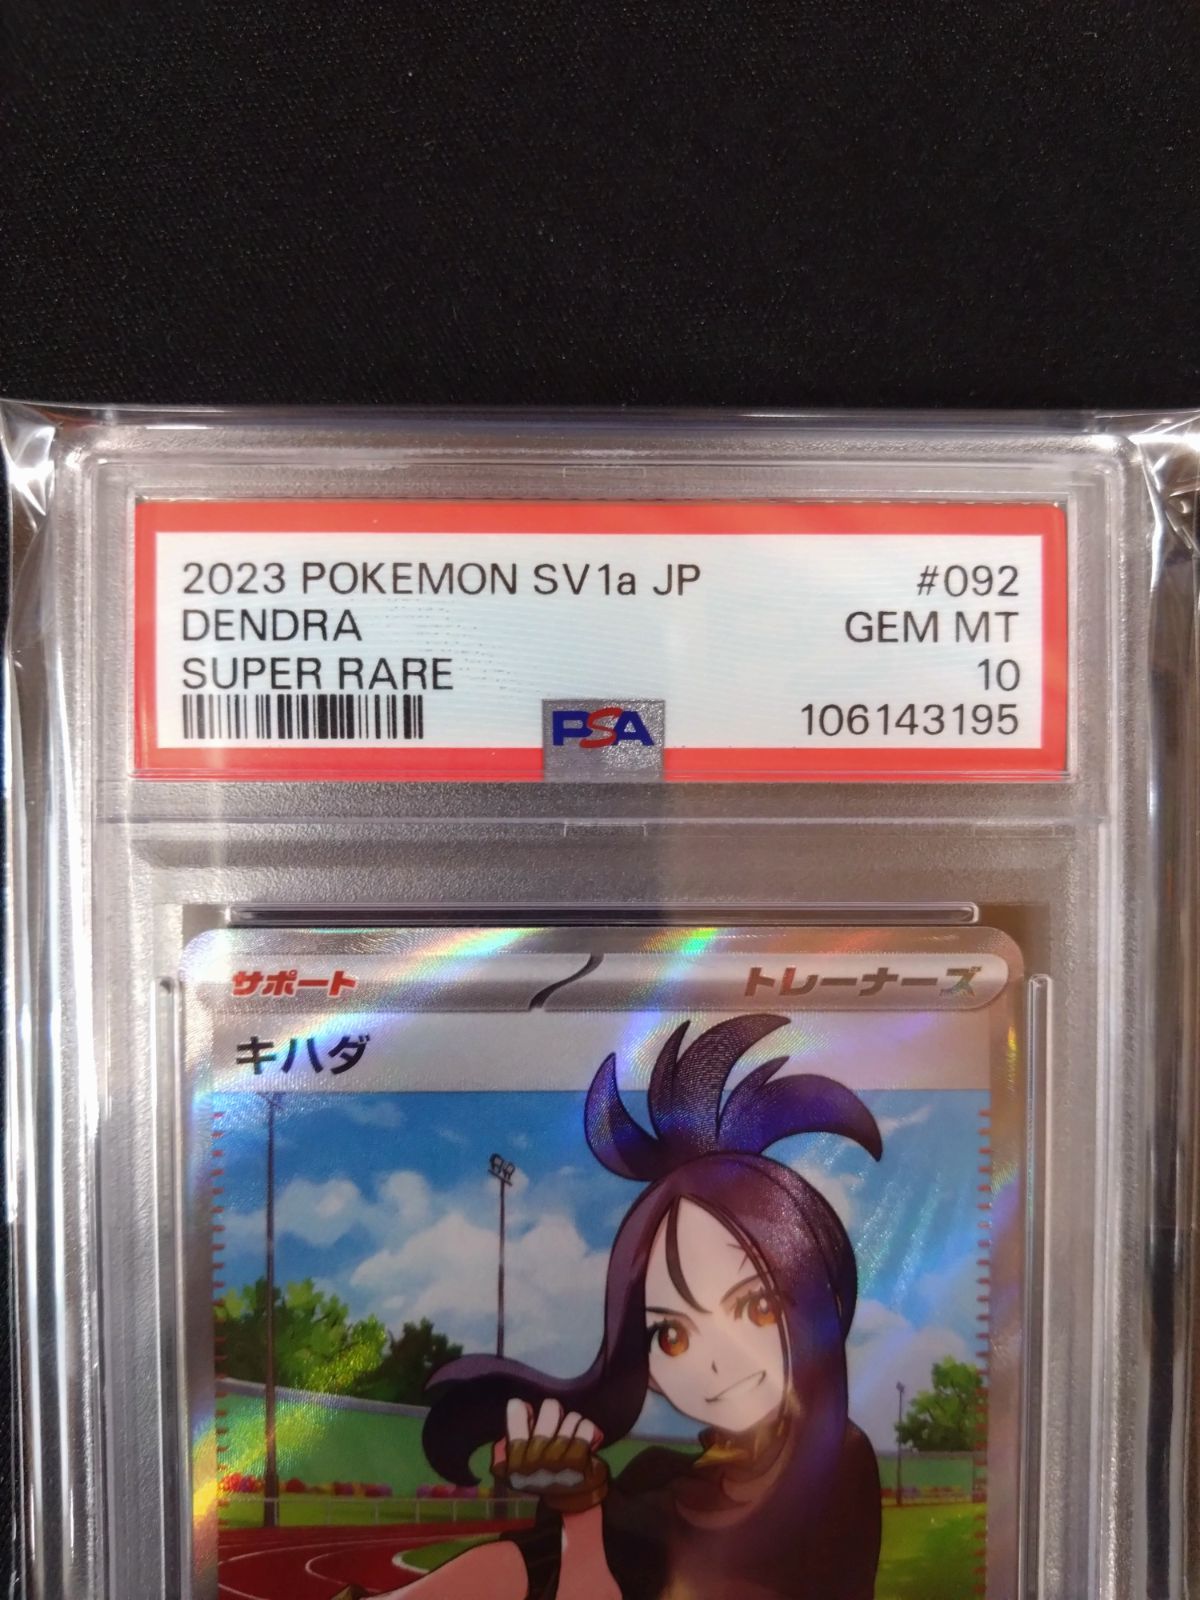 2023 POKEMON SV1a JP #092
DENDRA GEM MT
SUPER RARE 10
PSA 106143195
サポート トレーナーズ
キハダ